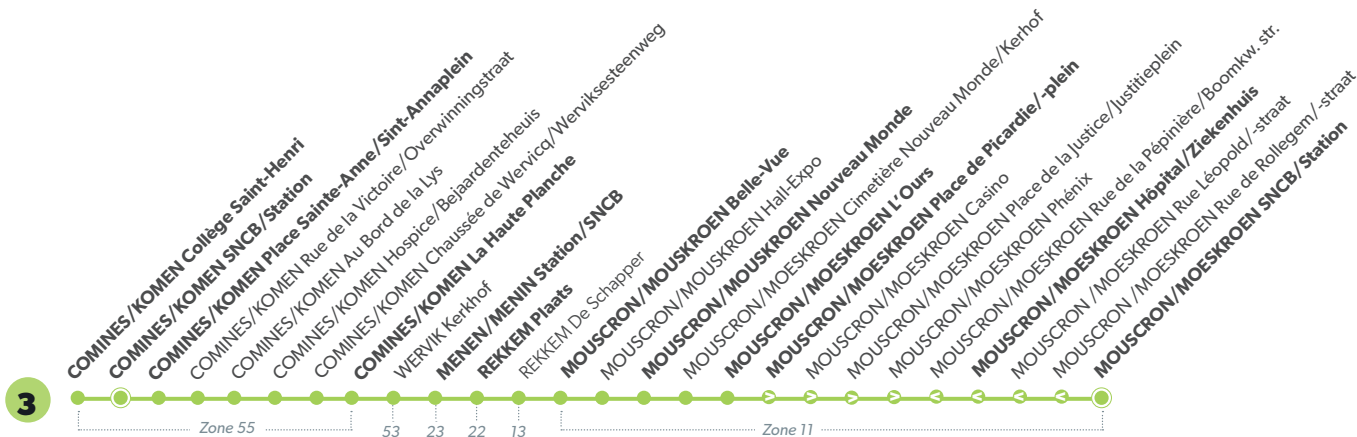 COMINES/KOMEN Collège Saint-Henri
COMINES/KOMEN SNCB/Station
COMINES/KOMEN Place Sainte-Anne/Sint-Annaplein
COMINES/KOMEN Rue de la Victoire/Overwinningstraat
COMINES/KOMEN Au Bord de la Lys
COMINES/KOMEN Hospice/Bejaardenteheuis
COMINES/KOMEN Chaussée de Wervicq/Werviksesteenweg
COMINES/KOMEN La Haute Planche
WERVIK Kerkhof
MENEN/MENIN Station/SNCB
REKKEM Plaats
REKKEM De Schapper
MOUSCRON/MOUSKROEN Belle-Vue
MOUSCRON/MOUSKROEN Hall-Expo
MOUSCRON/MOUSKROEN Nouveau Monde
MOUSCRON/MOESKROEN Cimetière Nouveau Monde/Kerhof
MOUSCRON/MOESKROEN L'Ours
MOUSCRON/MOESKROEN Place de Picardie/-plein
MOUSCRON/MOESKROEN Casino
MOUSCRON/MOESKROEN Place de la Justice/Justitieplein
MOUSCRON/MOESKROEN Phénix
MOUSCRON/MOESKROEN Rue de la Pépinière/Boomkw. str.
MOUSCRON/MOESKROEN Hôpital/Ziekenhuis
MOUSCRON /MOESKROEN Rue Léopold/-straat
MOUSCRON /MOESKROEN Rue de Rollegem/-straat
MOUSCRON/MOESKROEN SNCB/Station
3
Zone 55
53
23
22
13
Zone 11